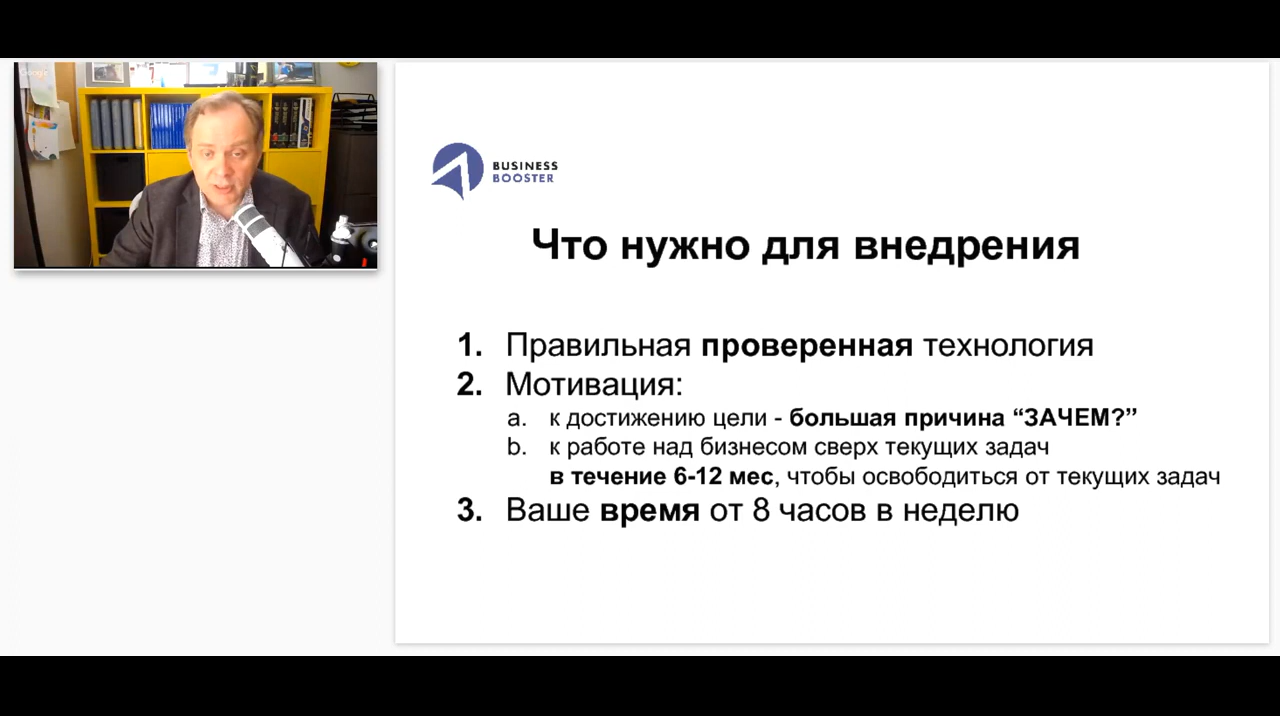 Google
BUSINESS
BOOSTER
Что нужно для внедрения
1. Правильная проверенная технология
2. Мотивация:
a. к достижению цели - большая причина “ЗАЧЕМ?”
b. к работе над бизнесом сверх текущих задач
в течение 6-12 мес, чтобы освободиться от текущих задач
3. Ваше время от 8 часов в неделю